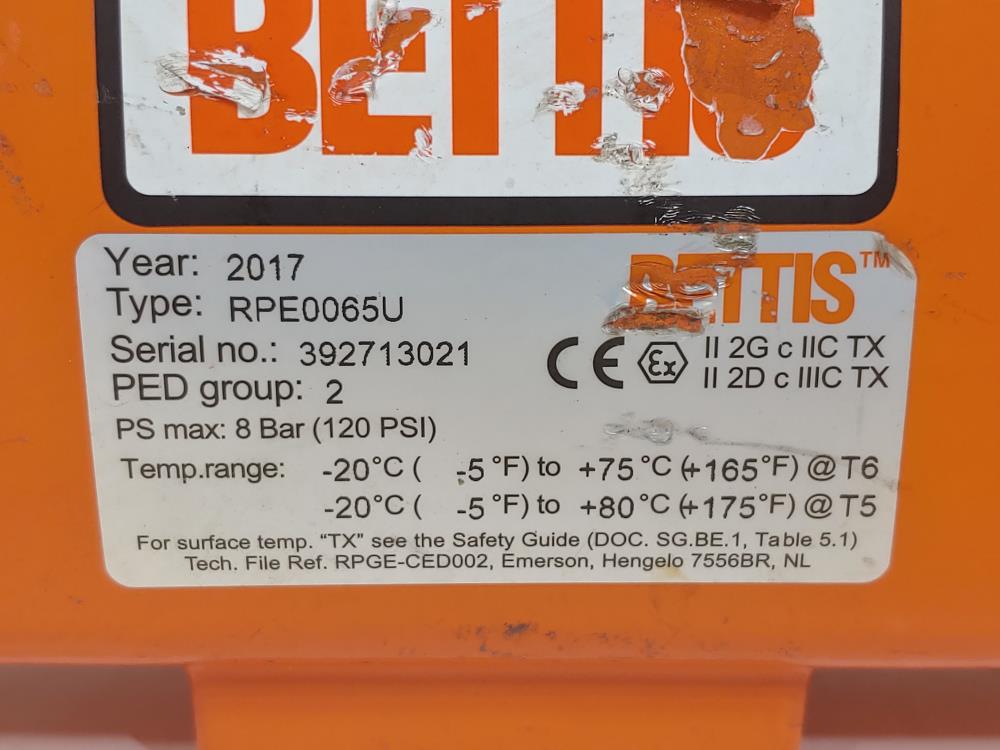 BETTIS
Year: 2017
BETTIS™
Type: RPE0065U
Serial no.: 392713021
CE Ex II 2G c IIC TX
II 2D c IIIC TX
PED group: 2
PS max: 8 Bar (120 PSI)
Temp.range: -20°C ( -5°F) to +75°C (+165°F) @ T6
-20°C ( -5°F) to +80°C (+175°F) @ T5
For surface temp. "TX" see the Safety Guide (DOC. SG.BE.1, Table 5.1)
Tech. File Ref. RPGE-CED002, Emerson, Hengelo 7556BR, NL